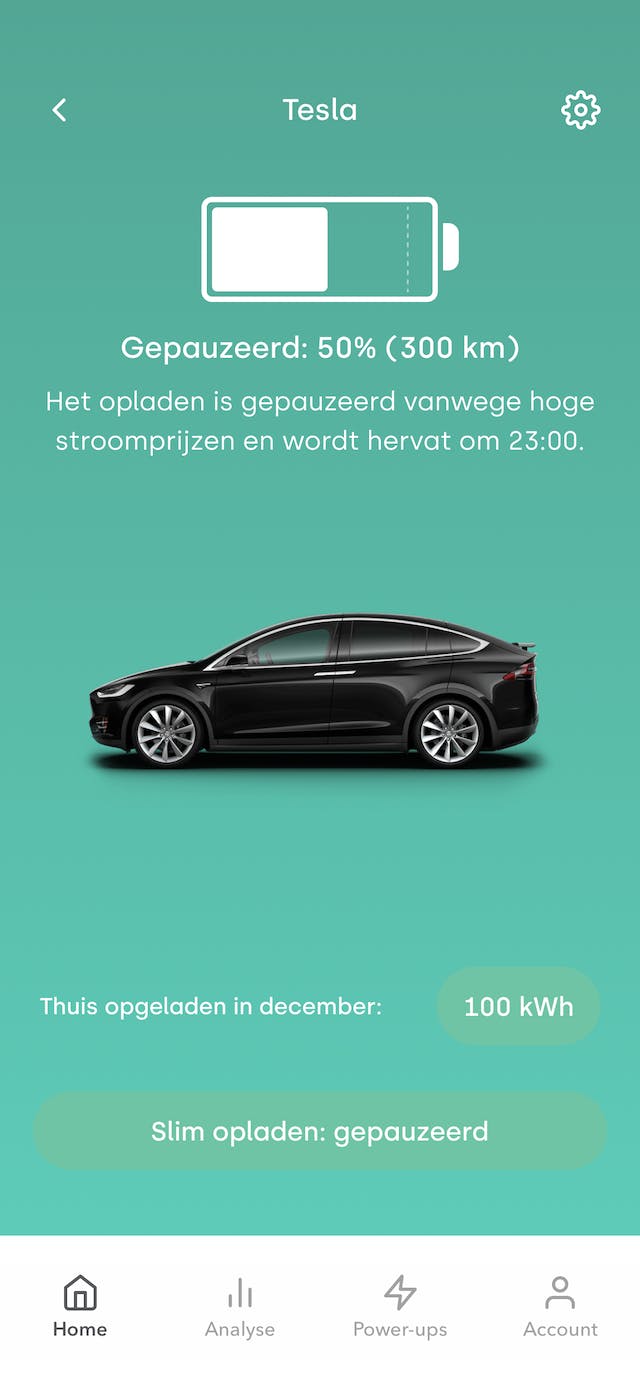 Tesla
Gepauzeerd: 50% (300 km)
Het opladen is gepauzeerd vanwege hoge
stroomprijzen en wordt hervat om 23:00.
Thuis opgeladen in december:
100 kWh
Slim opladen: gepauzeerd
Home
Analyse
Power-ups
Account